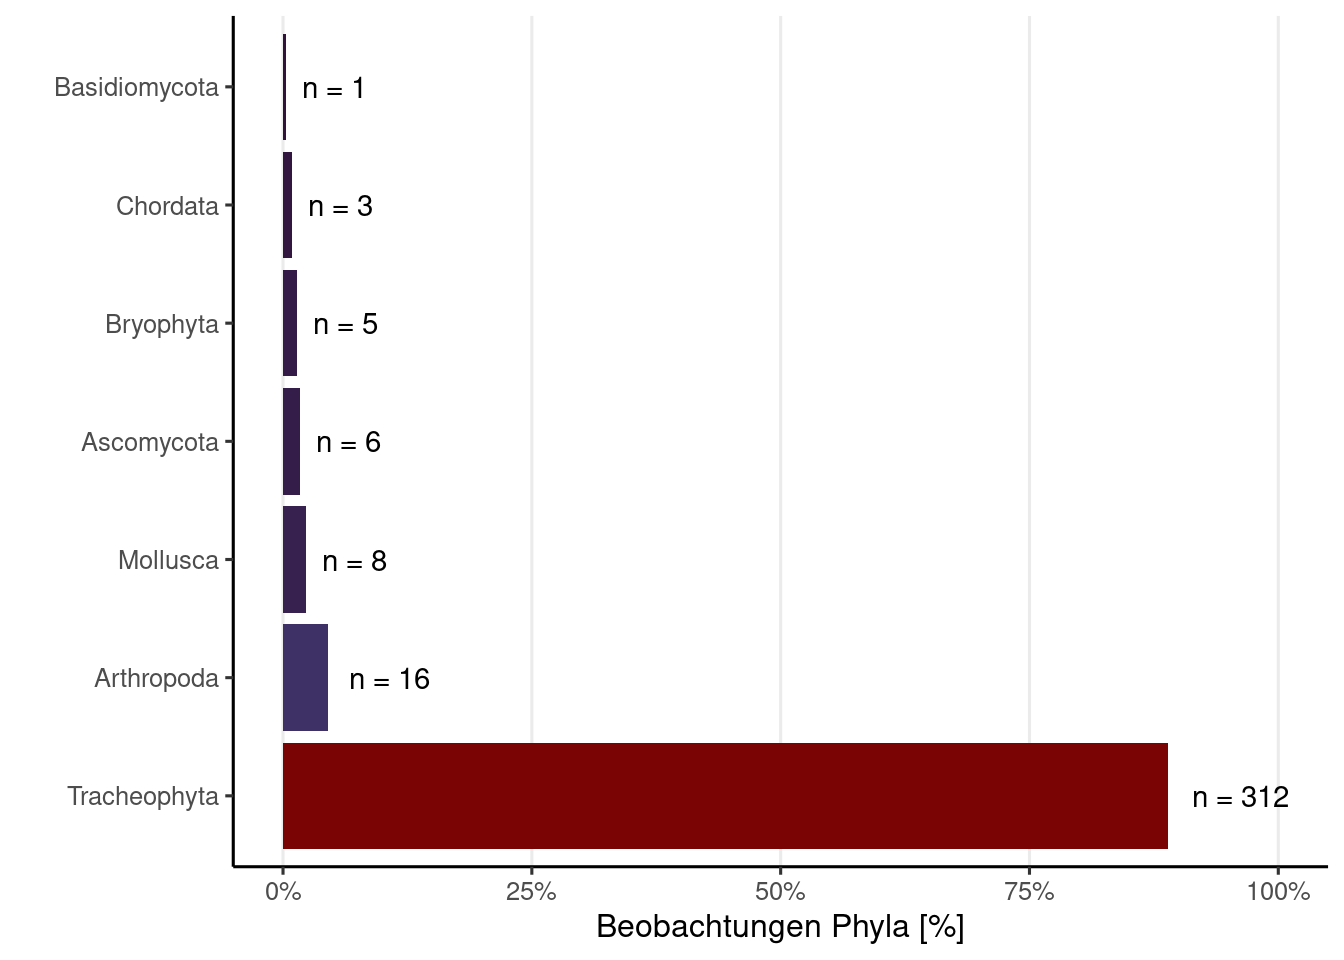 Basidiomycota n = 1
Chordata n = 3
Bryophyta n = 5
Ascomycota n = 6
Mollusca n = 8
Arthropoda n = 16
Tracheophyta n = 312
0% 25% 50% 75% 100%
Beobachtungen Phyla [%]